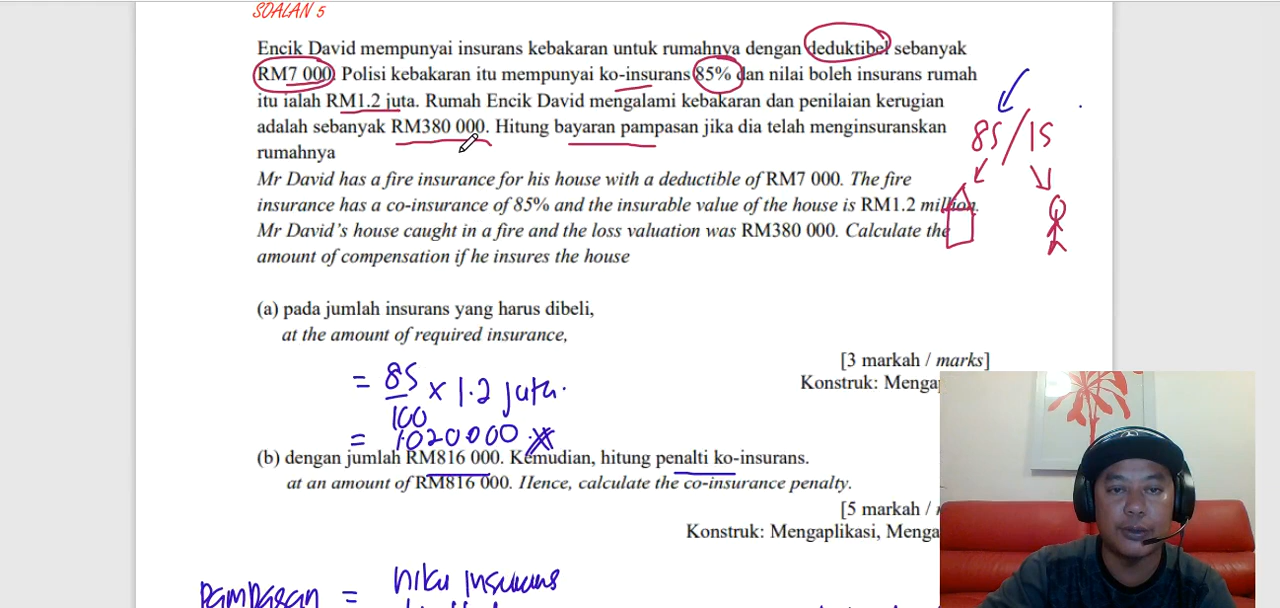 SOALAN 5
Encik David mempunyai insurans kebakaran untuk rumahnya dengan deduktibel sebanyak
RM7 000. Polisi kebakaran itu mempunyai ko-insurans 85% dan nilai boleh insurans rumah
itu ialah RM1.2 juta. Rumah Encik David mengalami kebakaran dan penilaian kerugian
adalah sebanyak RM380 000. Hitung bayaran pampasan jika dia telah menginsuranskan
rumahnya
85/15
Mr David has a fire insurance for his house with a deductible of RM7 000. The fire
insurance has a co-insurance of 85% and the insurable value of the house is RM1.2 million.
Mr David's house caught in a fire and the loss valuation was RM380 000. Calculate the
amount of compensation if he insures the house
(a) pada jumlah insurans yang harus dibeli,
at the amount of required insurance,
[3 markah / marks]
Konstruk:
= 85/100 × 1.2 juta.
= 1020000
(b) dengan jumlah RM816 000. Kemudian, hitung penalti ko-insurans.
at an amount of RM816 000. Hence, calculate the co-insurance penalty.
[5 markah /
Konstruk: Mengaplikasi,
pampasan = nilai insurans